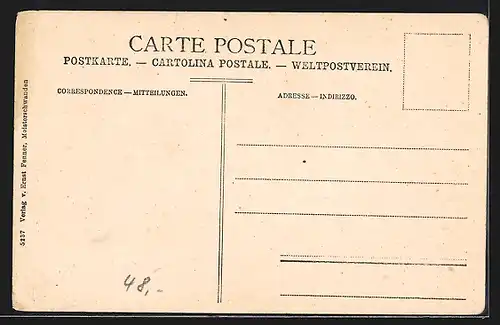 CARTE POSTALE
POSTKARTE. — CARTOLINA POSTALE. — WELTPOSTVEREIN.
CORRESPONDENCE — MITTEILUNGEN.
ADRESSE — INDIRIZZO.
5237 Verlag v. Ernst Fenner, Meisterschwanden
48,-